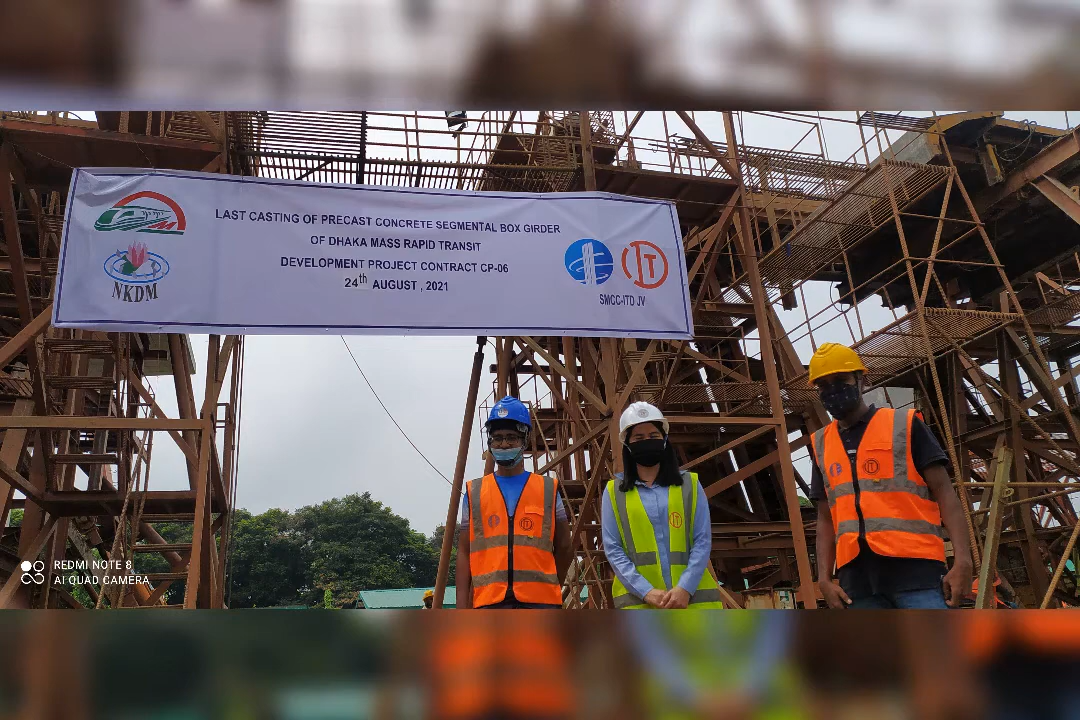 LAST CASTING OF PRECAST CONCRETE SEGMENTAL BOX GIRDER
OF DHAKA MASS RAPID TRANSIT
DEVELOPMENT PROJECT CONTRACT CP-06
24th AUGUST , 2021
NKDM
SMCC-ITD JV
REDMI NOTE 8
AI QUAD CAMERA